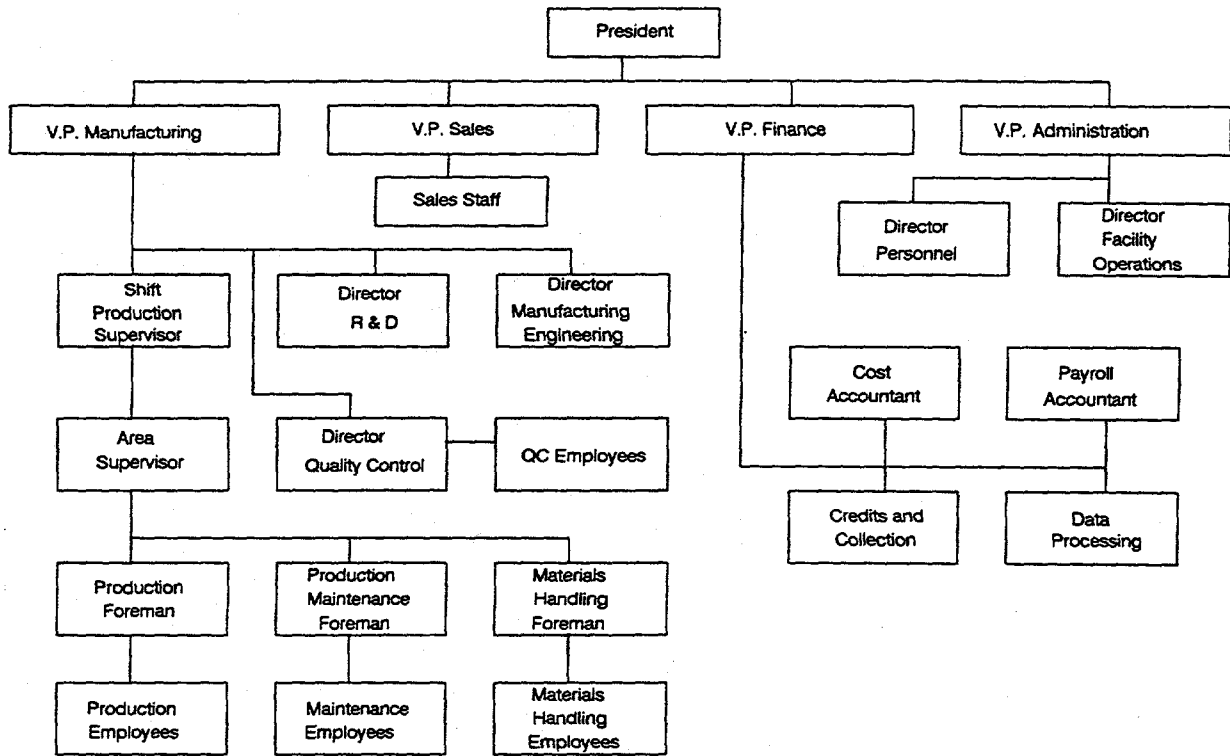 President
V.P. Manufacturing
V.P. Sales
V.P. Finance
V.P. Administration
Sales Staff
Director
Personnel
Director
Facility
Operations
Shift
Production
Supervisor
Director
R & D
Director
Manufacturing
Engineering
Cost
Accountant
Payroll
Accountant
Area
Supervisor
Director
Quality Control
QC Employees
Credits and
Collection
Data
Processing
Production
Foreman
Production
Maintenance
Foreman
Materials
Handling
Foreman
Production
Employees
Maintenance
Employees
Materials
Handling
Employees